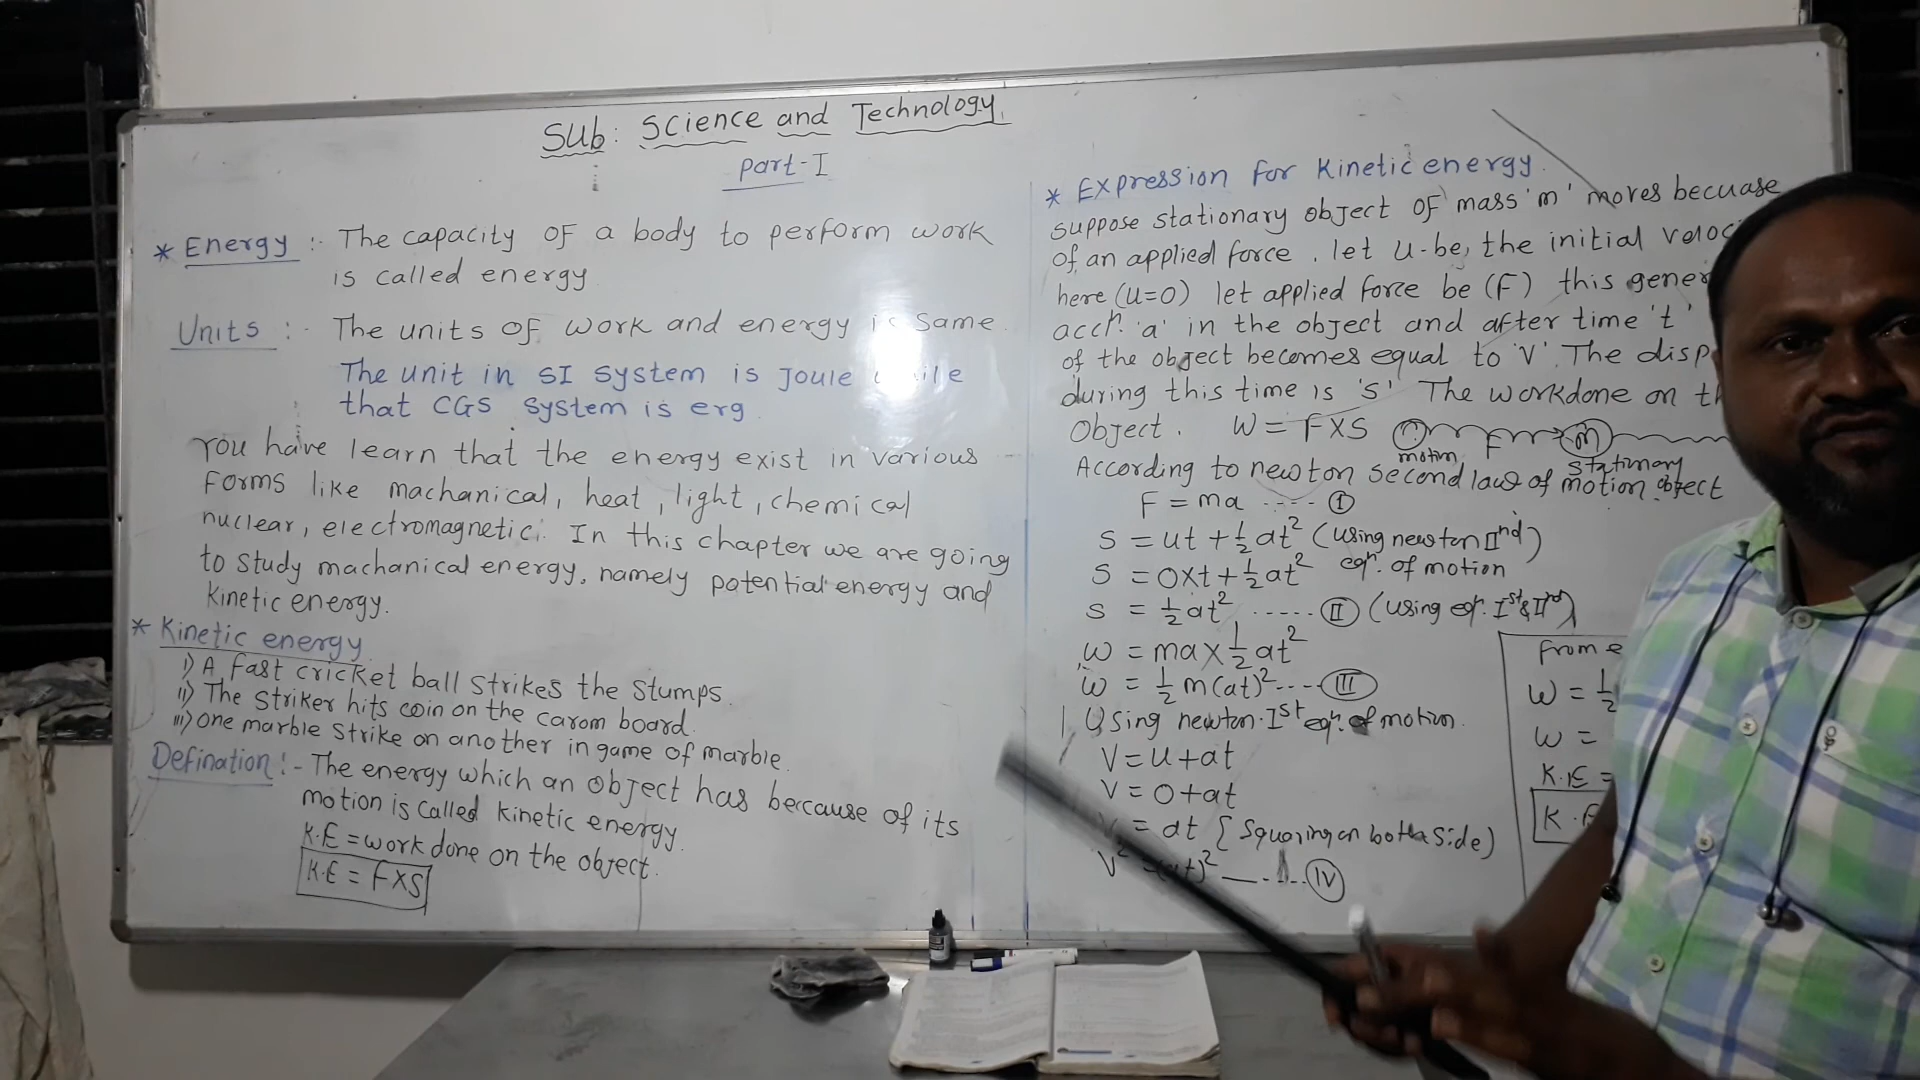 Sub: Science and Technology.
Part-I
* Energy :- The capacity of a body to perform work
is called energy
Units :- The units of work and energy is same
The unit in SI system is Joule
that CGS system is erg
You have learn that the energy exist in various
forms like machanical, heat, light, chemical
nuclear, electromagnetic. In this chapter we are going
to study machanical energy, namely potential energy and
kinetic energy.
* Kinetic energy
i) A fast cricket ball strikes the stumps.
ii) The striker hits coin on the carom board.
iii) one marble strike on another in game of marble.
Defination :- The energy which an object has beccause of its
motion is called kinetic energy.
K.E = work done on the object.
K.E = F×S
* Expression for Kinetic energy.
suppose stationary object of mass 'm' moves becuase
of an applied force. let u-be, the initial
here (u=0) let applied force be (F) this
accn. 'a' in the object and after time 't'
of the object becomes equal to 'v'. The
during this time is 's' The workdone on
Object. W = F×S
m F m
motion stationary
According to newton second law of motion object
F = ma ..... I
s = ut + 1/2 at² (using newton IInd)
s = 0×t + 1/2 at² eqn. of motion
s = 1/2 at² ...... II (using eqn. Ist & IInd)
W = ma × 1/2 at²
W = 1/2 m(at)² .... III
Using newton. Ist eqn. of motion.
V = u + at
V = 0 + at
V = at [Squaring on both side)
V² = (at)² — .... IV
from
W = 1/2
W =
K.E =
K.E